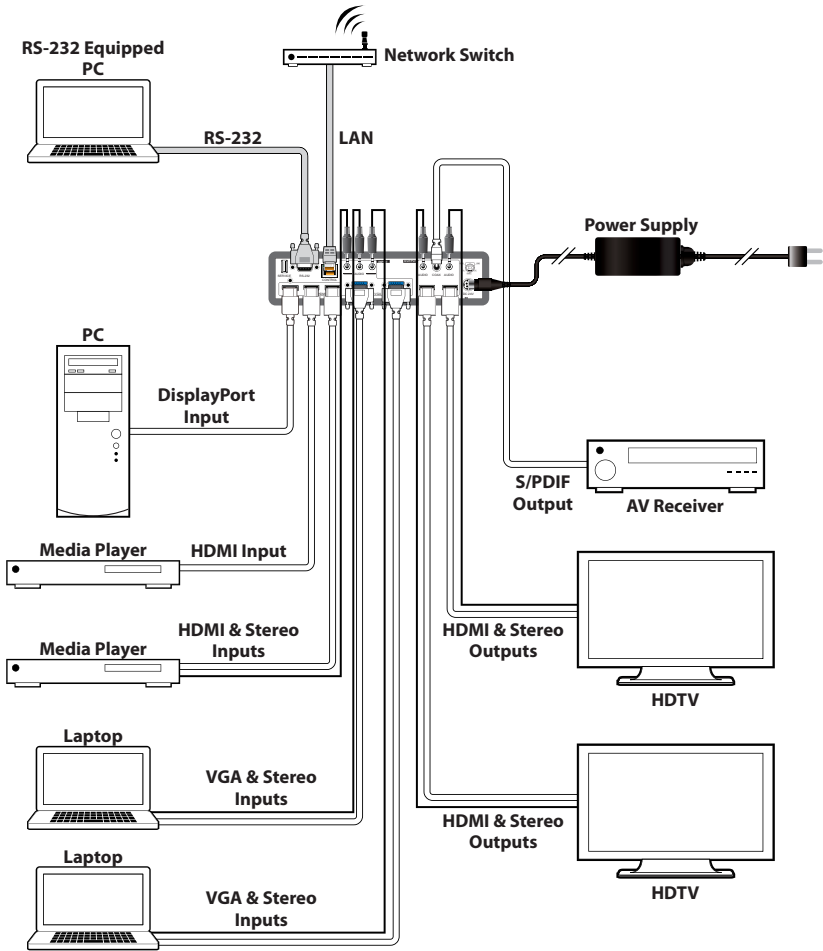 RS-232 Equipped
PC
Network Switch
RS-232
LAN
Power Supply
PC
DisplayPort
Input
S/PDIF
Output
AV Receiver
Media Player
HDMI Input
Media Player
HDMI & Stereo
Inputs
HDMI & Stereo
Outputs
HDTV
Laptop
VGA & Stereo
Inputs
HDMI & Stereo
Outputs
HDTV
Laptop
VGA & Stereo
Inputs